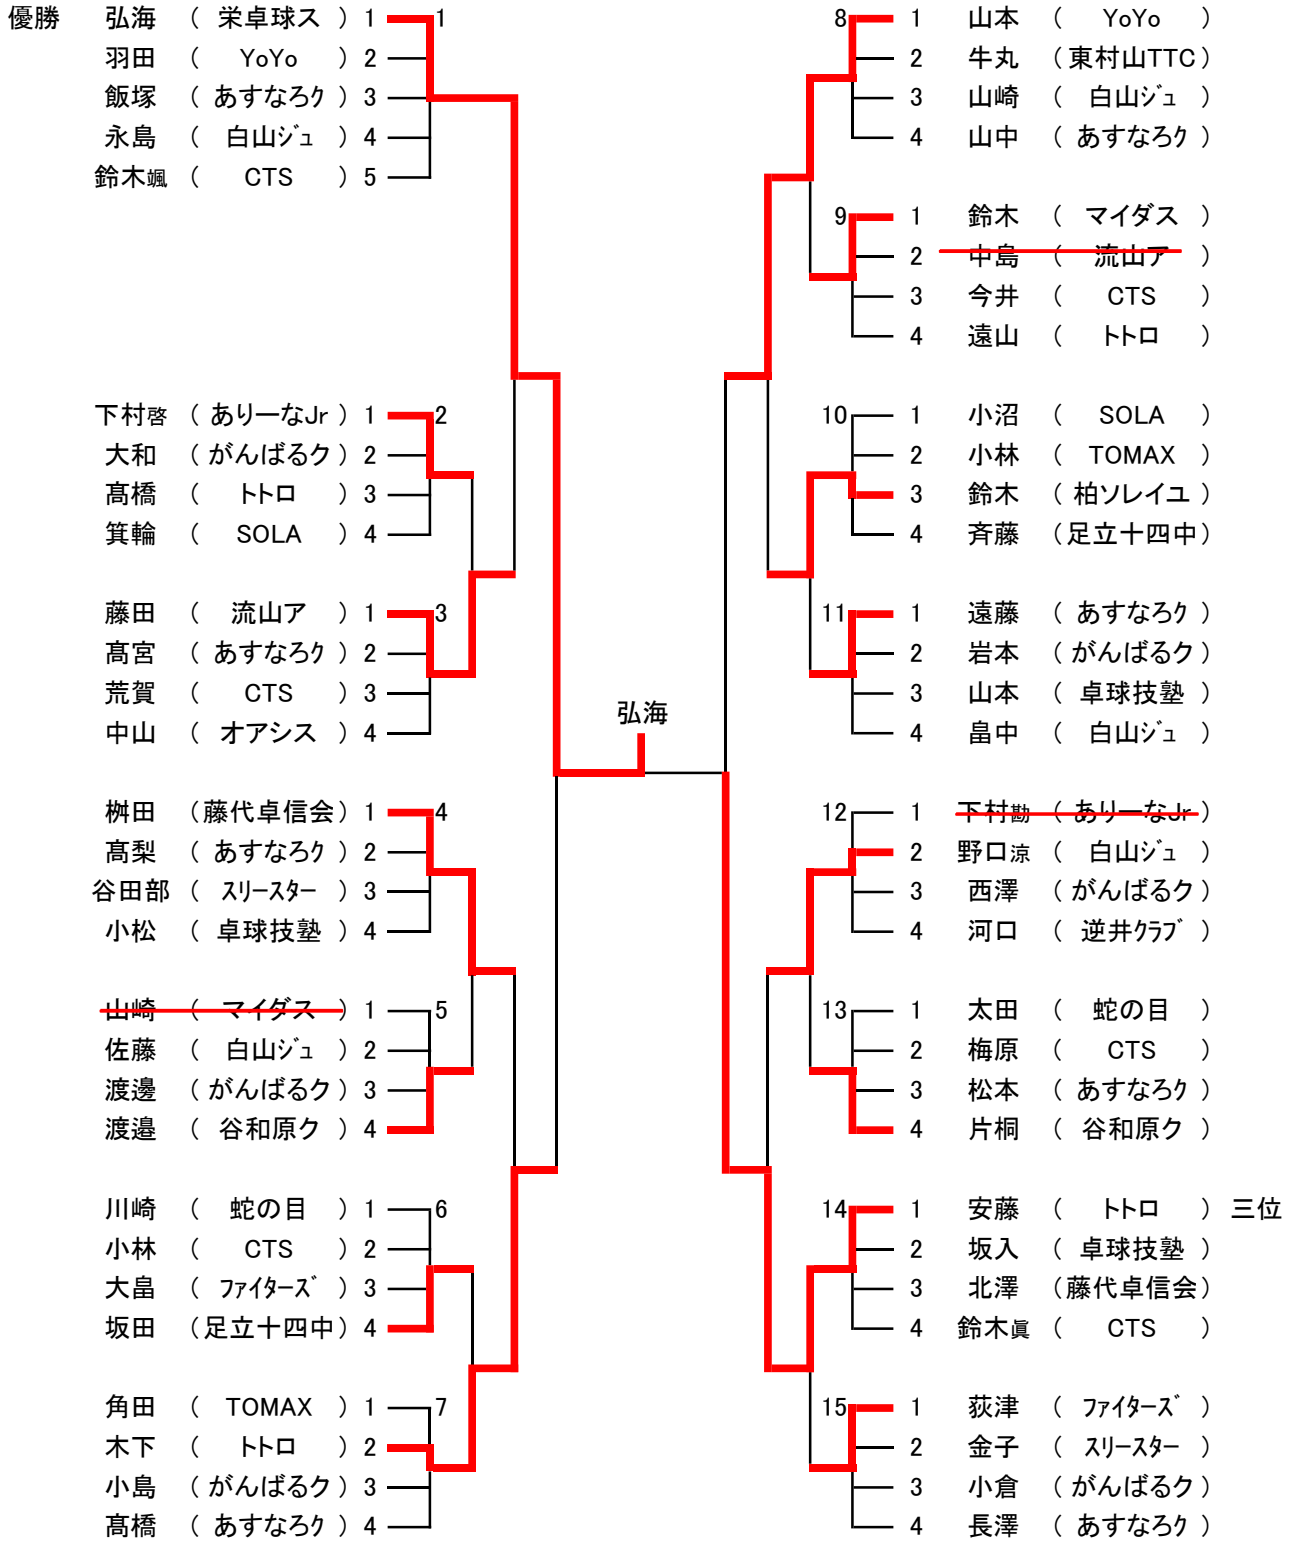 優勝 弘海 ( 栄卓球ス ) 1 1
羽田 ( YoYo ) 2
飯塚 ( あすなろｸ ) 3
永島 ( 白山ｼﾞｭ ) 4
鈴木颯 ( CTS ) 5
下村啓 ( ありーなJr ) 1 2
大和 ( がんばるク ) 2
髙橋 ( トトロ ) 3
箕輪 ( SOLA ) 4
藤田 ( 流山ア ) 1 3
髙宮 ( あすなろｸ ) 2
荒賀 ( CTS ) 3
中山 ( オアシス ) 4
桝田 (藤代卓信会) 1 4
髙梨 ( あすなろｸ ) 2
谷田部 ( ｽﾘｰｽﾀｰ ) 3
小松 ( 卓球技塾 ) 4
山崎 ( マイダス ) 1 5
佐藤 ( 白山ｼﾞｭ ) 2
渡邊 ( がんばるク ) 3
渡邉 ( 谷和原ク ) 4
川崎 ( 蛇の目 ) 1 6
小林 ( CTS ) 2
大畠 ( ﾌｧｲﾀｰｽﾞ ) 3
坂田 (足立十四中) 4
角田 ( TOMAX ) 1 7
木下 ( トトロ ) 2
小島 ( がんばるク ) 3
髙橋 ( あすなろｸ ) 4
弘海
8 1 山本 ( YoYo )
2 牛丸 (東村山TTC)
3 山崎 ( 白山ｼﾞｭ )
4 山中 ( あすなろｸ )
9 1 鈴木 ( マイダス )
2 中島 ( 流山ア )
3 今井 ( CTS )
4 遠山 ( トトロ )
10 1 小沼 ( SOLA )
2 小林 ( TOMAX )
3 鈴木 ( 柏ソレイユ )
4 斉藤 (足立十四中)
11 1 遠藤 ( あすなろｸ )
2 岩本 ( がんばるク )
3 山本 ( 卓球技塾 )
4 畠中 ( 白山ｼﾞｭ )
12 1 下村勘 ( ありーなJr )
2 野口涼 ( 白山ｼﾞｭ )
3 西澤 ( がんばるク )
4 河口 ( 逆井ｸﾗﾌﾞ )
13 1 太田 ( 蛇の目 )
2 梅原 ( CTS )
3 松本 ( あすなろｸ )
4 片桐 ( 谷和原ク )
14 1 安藤 ( トトロ ) 三位
2 坂入 ( 卓球技塾 )
3 北澤 (藤代卓信会)
4 鈴木眞 ( CTS )
15 1 荻津 ( ﾌｧｲﾀｰｽﾞ )
2 金子 ( ｽﾘｰｽﾀｰ )
3 小倉 ( がんばるク )
4 長澤 ( あすなろｸ )